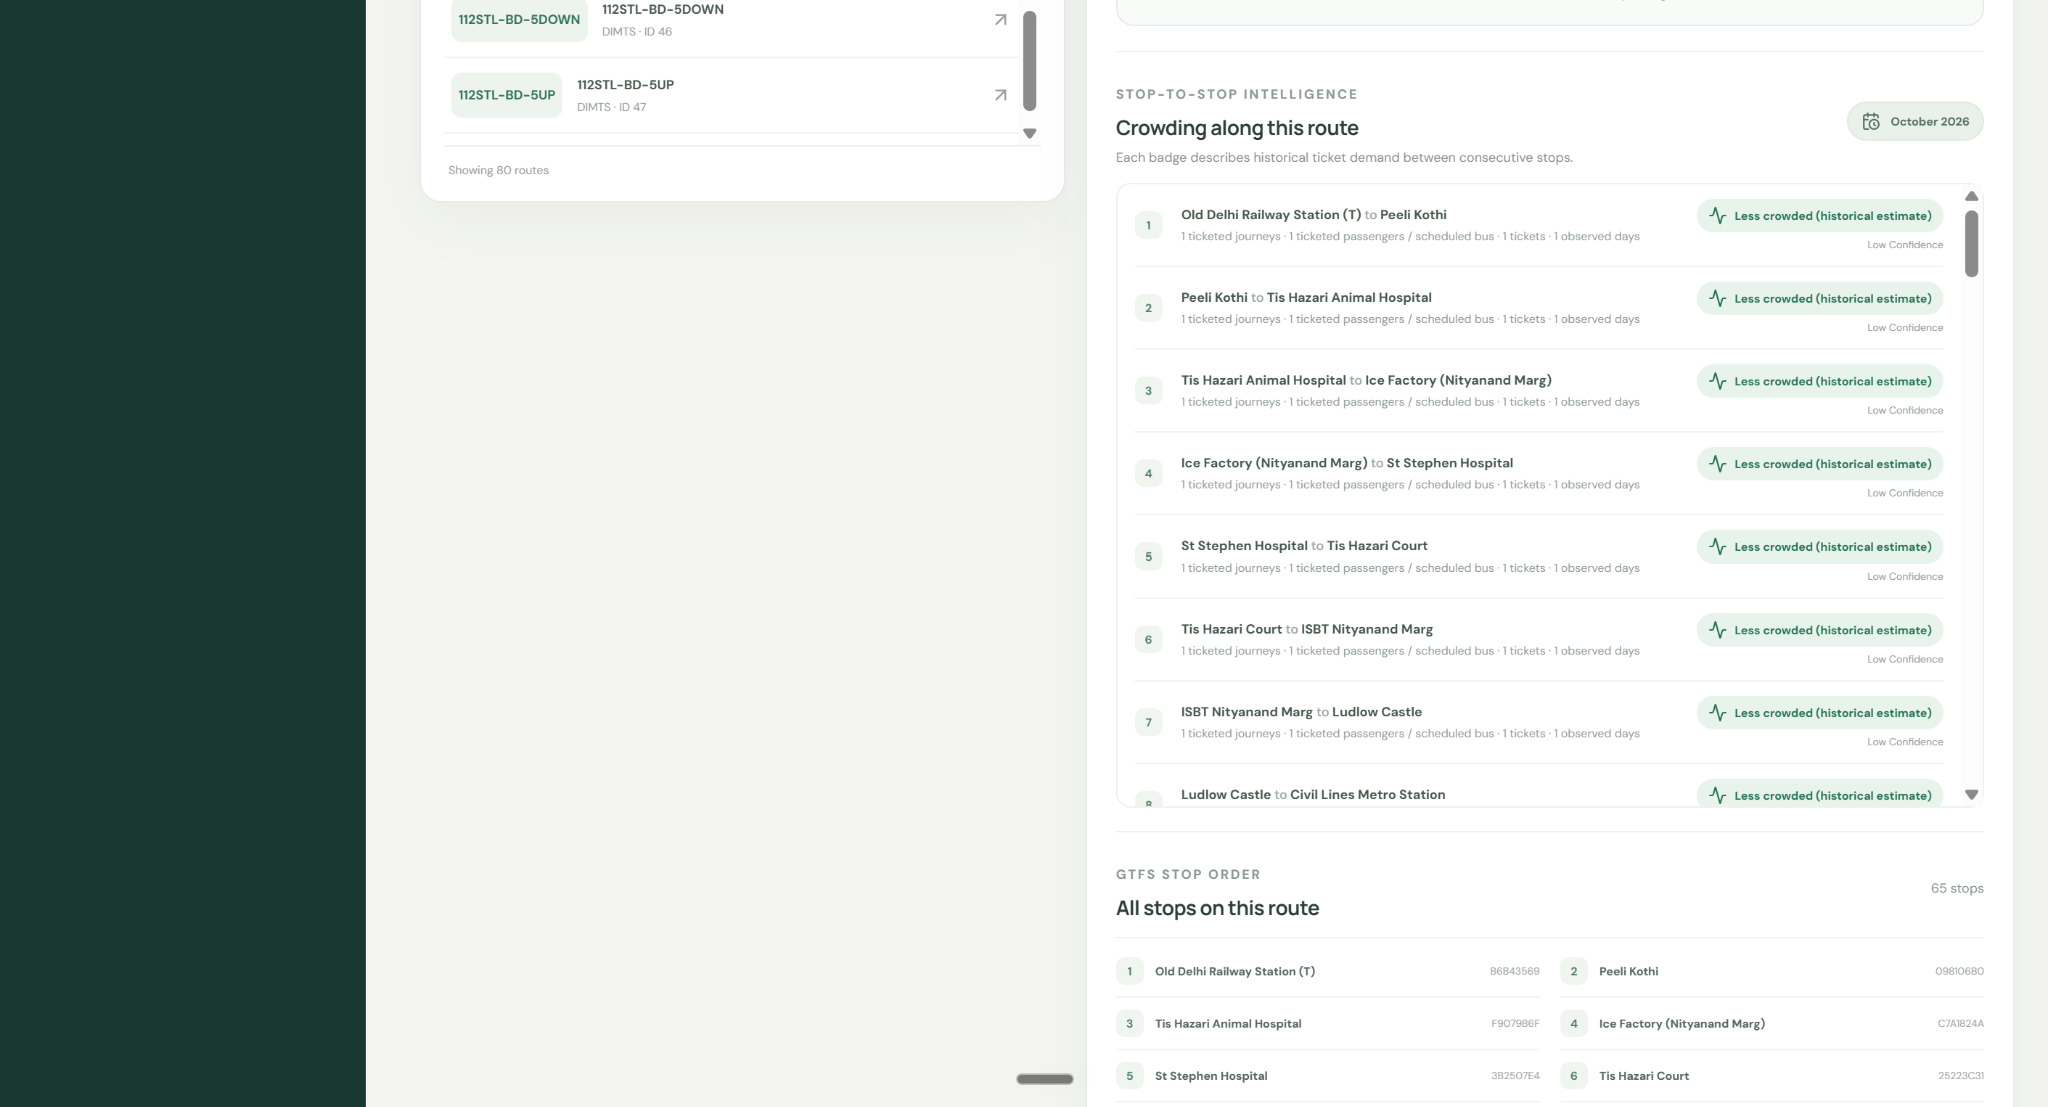 112STL-BD-5DOWN
112STL-BD-5DOWN
DIMTS · ID 46
112STL-BD-5UP
112STL-BD-5UP
DIMTS · ID 47
Showing 80 routes
STOP-TO-STOP INTELLIGENCE
Crowding along this route
Each badge describes historical ticket demand between consecutive stops.
October 2026
1
Old Delhi Railway Station (T) to Peeli Kothi
1 ticketed journeys · 1 ticketed passengers / scheduled bus · 1 tickets · 1 observed days
Less crowded (historical estimate)
Low Confidence
2
Peeli Kothi to Tis Hazari Animal Hospital
1 ticketed journeys · 1 ticketed passengers / scheduled bus · 1 tickets · 1 observed days
Less crowded (historical estimate)
Low Confidence
3
Tis Hazari Animal Hospital to Ice Factory (Nityanand Marg)
1 ticketed journeys · 1 ticketed passengers / scheduled bus · 1 tickets · 1 observed days
Less crowded (historical estimate)
Low Confidence
4
Ice Factory (Nityanand Marg) to St Stephen Hospital
1 ticketed journeys · 1 ticketed passengers / scheduled bus · 1 tickets · 1 observed days
Less crowded (historical estimate)
Low Confidence
5
St Stephen Hospital to Tis Hazari Court
1 ticketed journeys · 1 ticketed passengers / scheduled bus · 1 tickets · 1 observed days
Less crowded (historical estimate)
Low Confidence
6
Tis Hazari Court to ISBT Nityanand Marg
1 ticketed journeys · 1 ticketed passengers / scheduled bus · 1 tickets · 1 observed days
Less crowded (historical estimate)
Low Confidence
7
ISBT Nityanand Marg to Ludlow Castle
1 ticketed journeys · 1 ticketed passengers / scheduled bus · 1 tickets · 1 observed days
Less crowded (historical estimate)
Low Confidence
8
Ludlow Castle to Civil Lines Metro Station
Less crowded (historical estimate)
GTFS STOP ORDER
All stops on this route
65 stops
1
Old Delhi Railway Station (T)
B6B43569
2
Peeli Kothi
098106B0
3
Tis Hazari Animal Hospital
F9079B6F
4
Ice Factory (Nityanand Marg)
C7A1824A
5
St Stephen Hospital
3B2507E4
6
Tis Hazari Court
25223C31